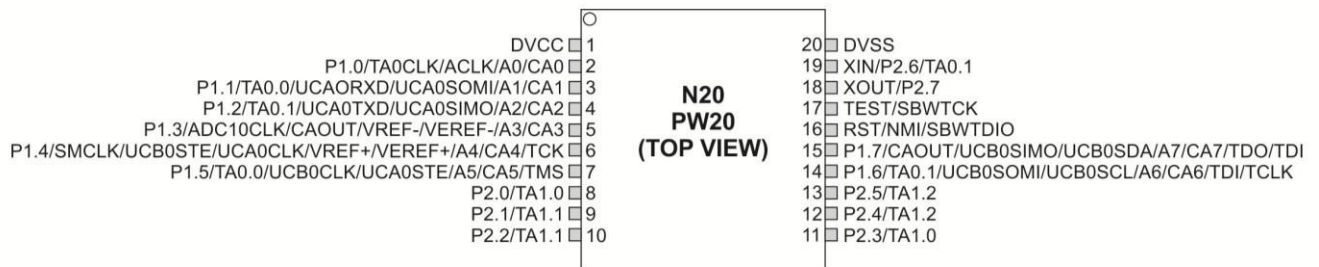 DVCC 1
P1.0/TA0CLK/ACLK/A0/CA0 2
P1.1/TA0.0/UCAORXD/UCA0SOMI/A1/CA1 3
P1.2/TA0.1/UCA0TXD/UCA0SIMO/A2/CA2 4
P1.3/ADC10CLK/CAOUT/VREF-/VEREF-/A3/CA3 5
P1.4/SMCLK/UCB0STE/UCA0CLK/VREF+/VEREF+/A4/CA4/TCK 6
P1.5/TA0.0/UCB0CLK/UCA0STE/A5/CA5/TMS 7
P2.0/TA1.0 8
P2.1/TA1.1 9
P2.2/TA1.1 10
N20
PW20
(TOP VIEW)
20 DVSS
19 XIN/P2.6/TA0.1
18 XOUT/P2.7
17 TEST/SBWTCK
16 RST/NMI/SBWTDIO
15 P1.7/CAOUT/UCB0SIMO/UCB0SDA/A7/CA7/TDO/TDI
14 P1.6/TA0.1/UCB0SOMI/UCB0SCL/A6/CA6/TDI/TCLK
13 P2.5/TA1.2
12 P2.4/TA1.2
11 P2.3/TA1.0